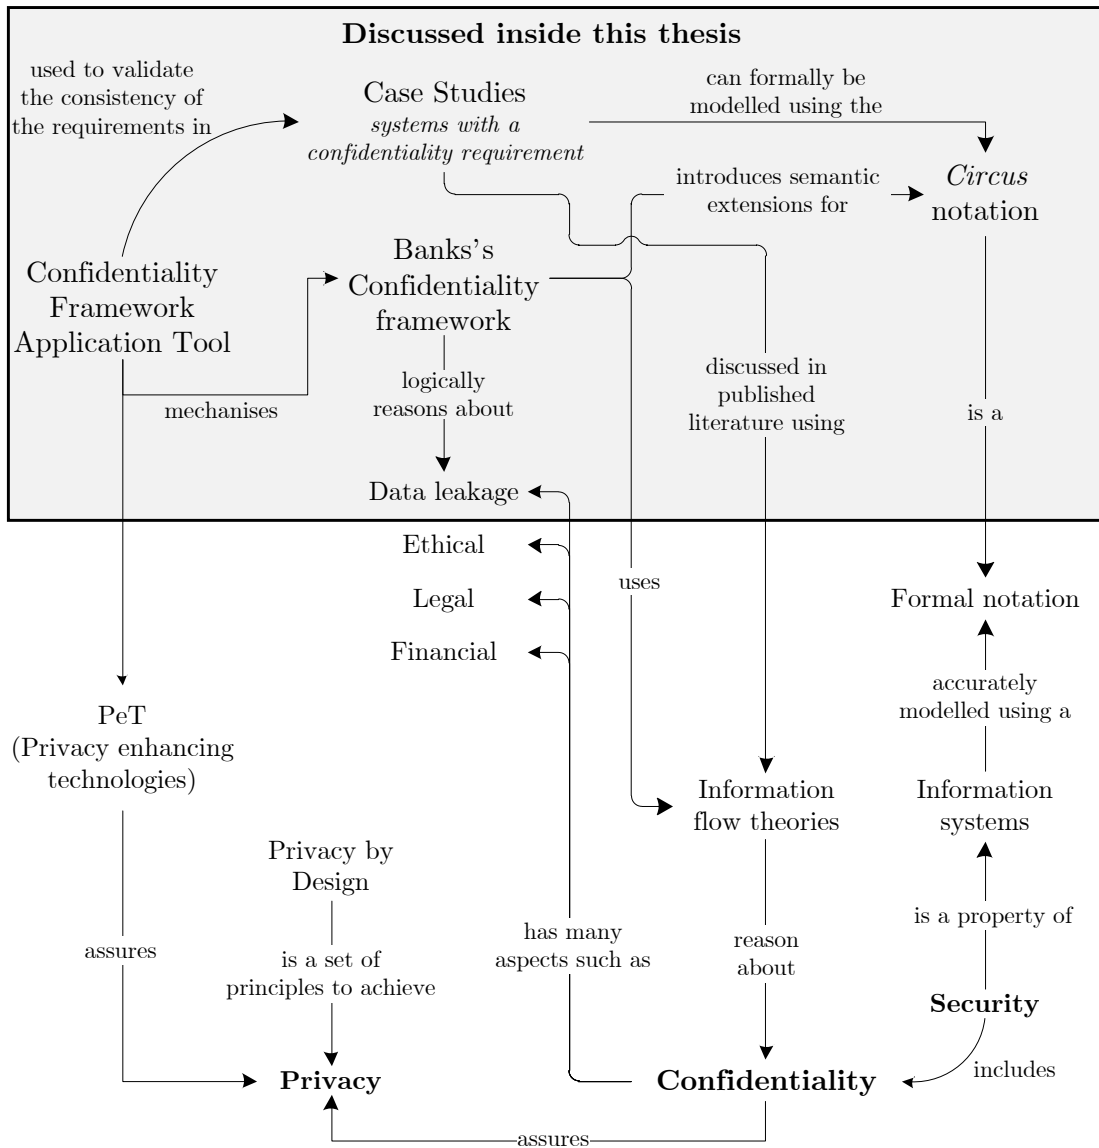 Discussed inside this thesis
used to validate
the consistency of
the requirements in
Case Studies
systems with a
confidentiality requirement
can formally be
modelled using the
introduces semantic
extensions for
Circus
notation
Confidentiality
Framework
Application Tool
Banks's
Confidentiality
framework
mechanises
logically
reasons about
discussed in
published
literature using
is a
Data leakage
Ethical
Legal
Financial
uses
Formal notation
accurately
modelled using a
PeT
(Privacy enhancing
technologies)
Information
flow theories
Information
systems
Privacy by
Design
is a property of
assures
is a set of
principles to achieve
has many
aspects such as
reason
about
Security
includes
Privacy
Confidentiality
assures